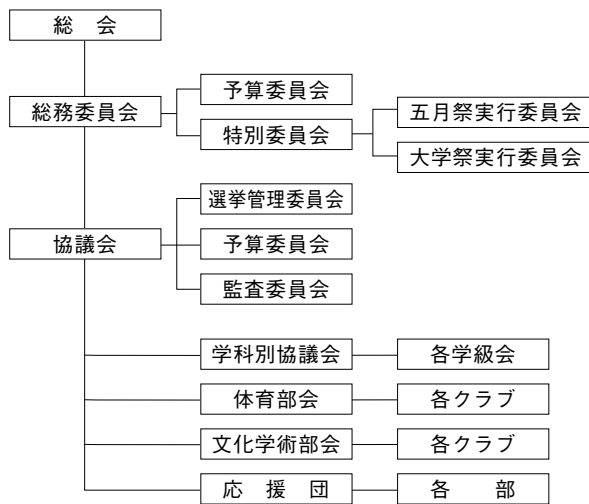 総　会
総務委員会
予算委員会
特別委員会
五月祭実行委員会
大学祭実行委員会
協議会
選挙管理委員会
予算委員会
監査委員会
学科別協議会
各学級会
体育部会
各クラブ
文化学術部会
各クラブ
応　援　団
各　　部